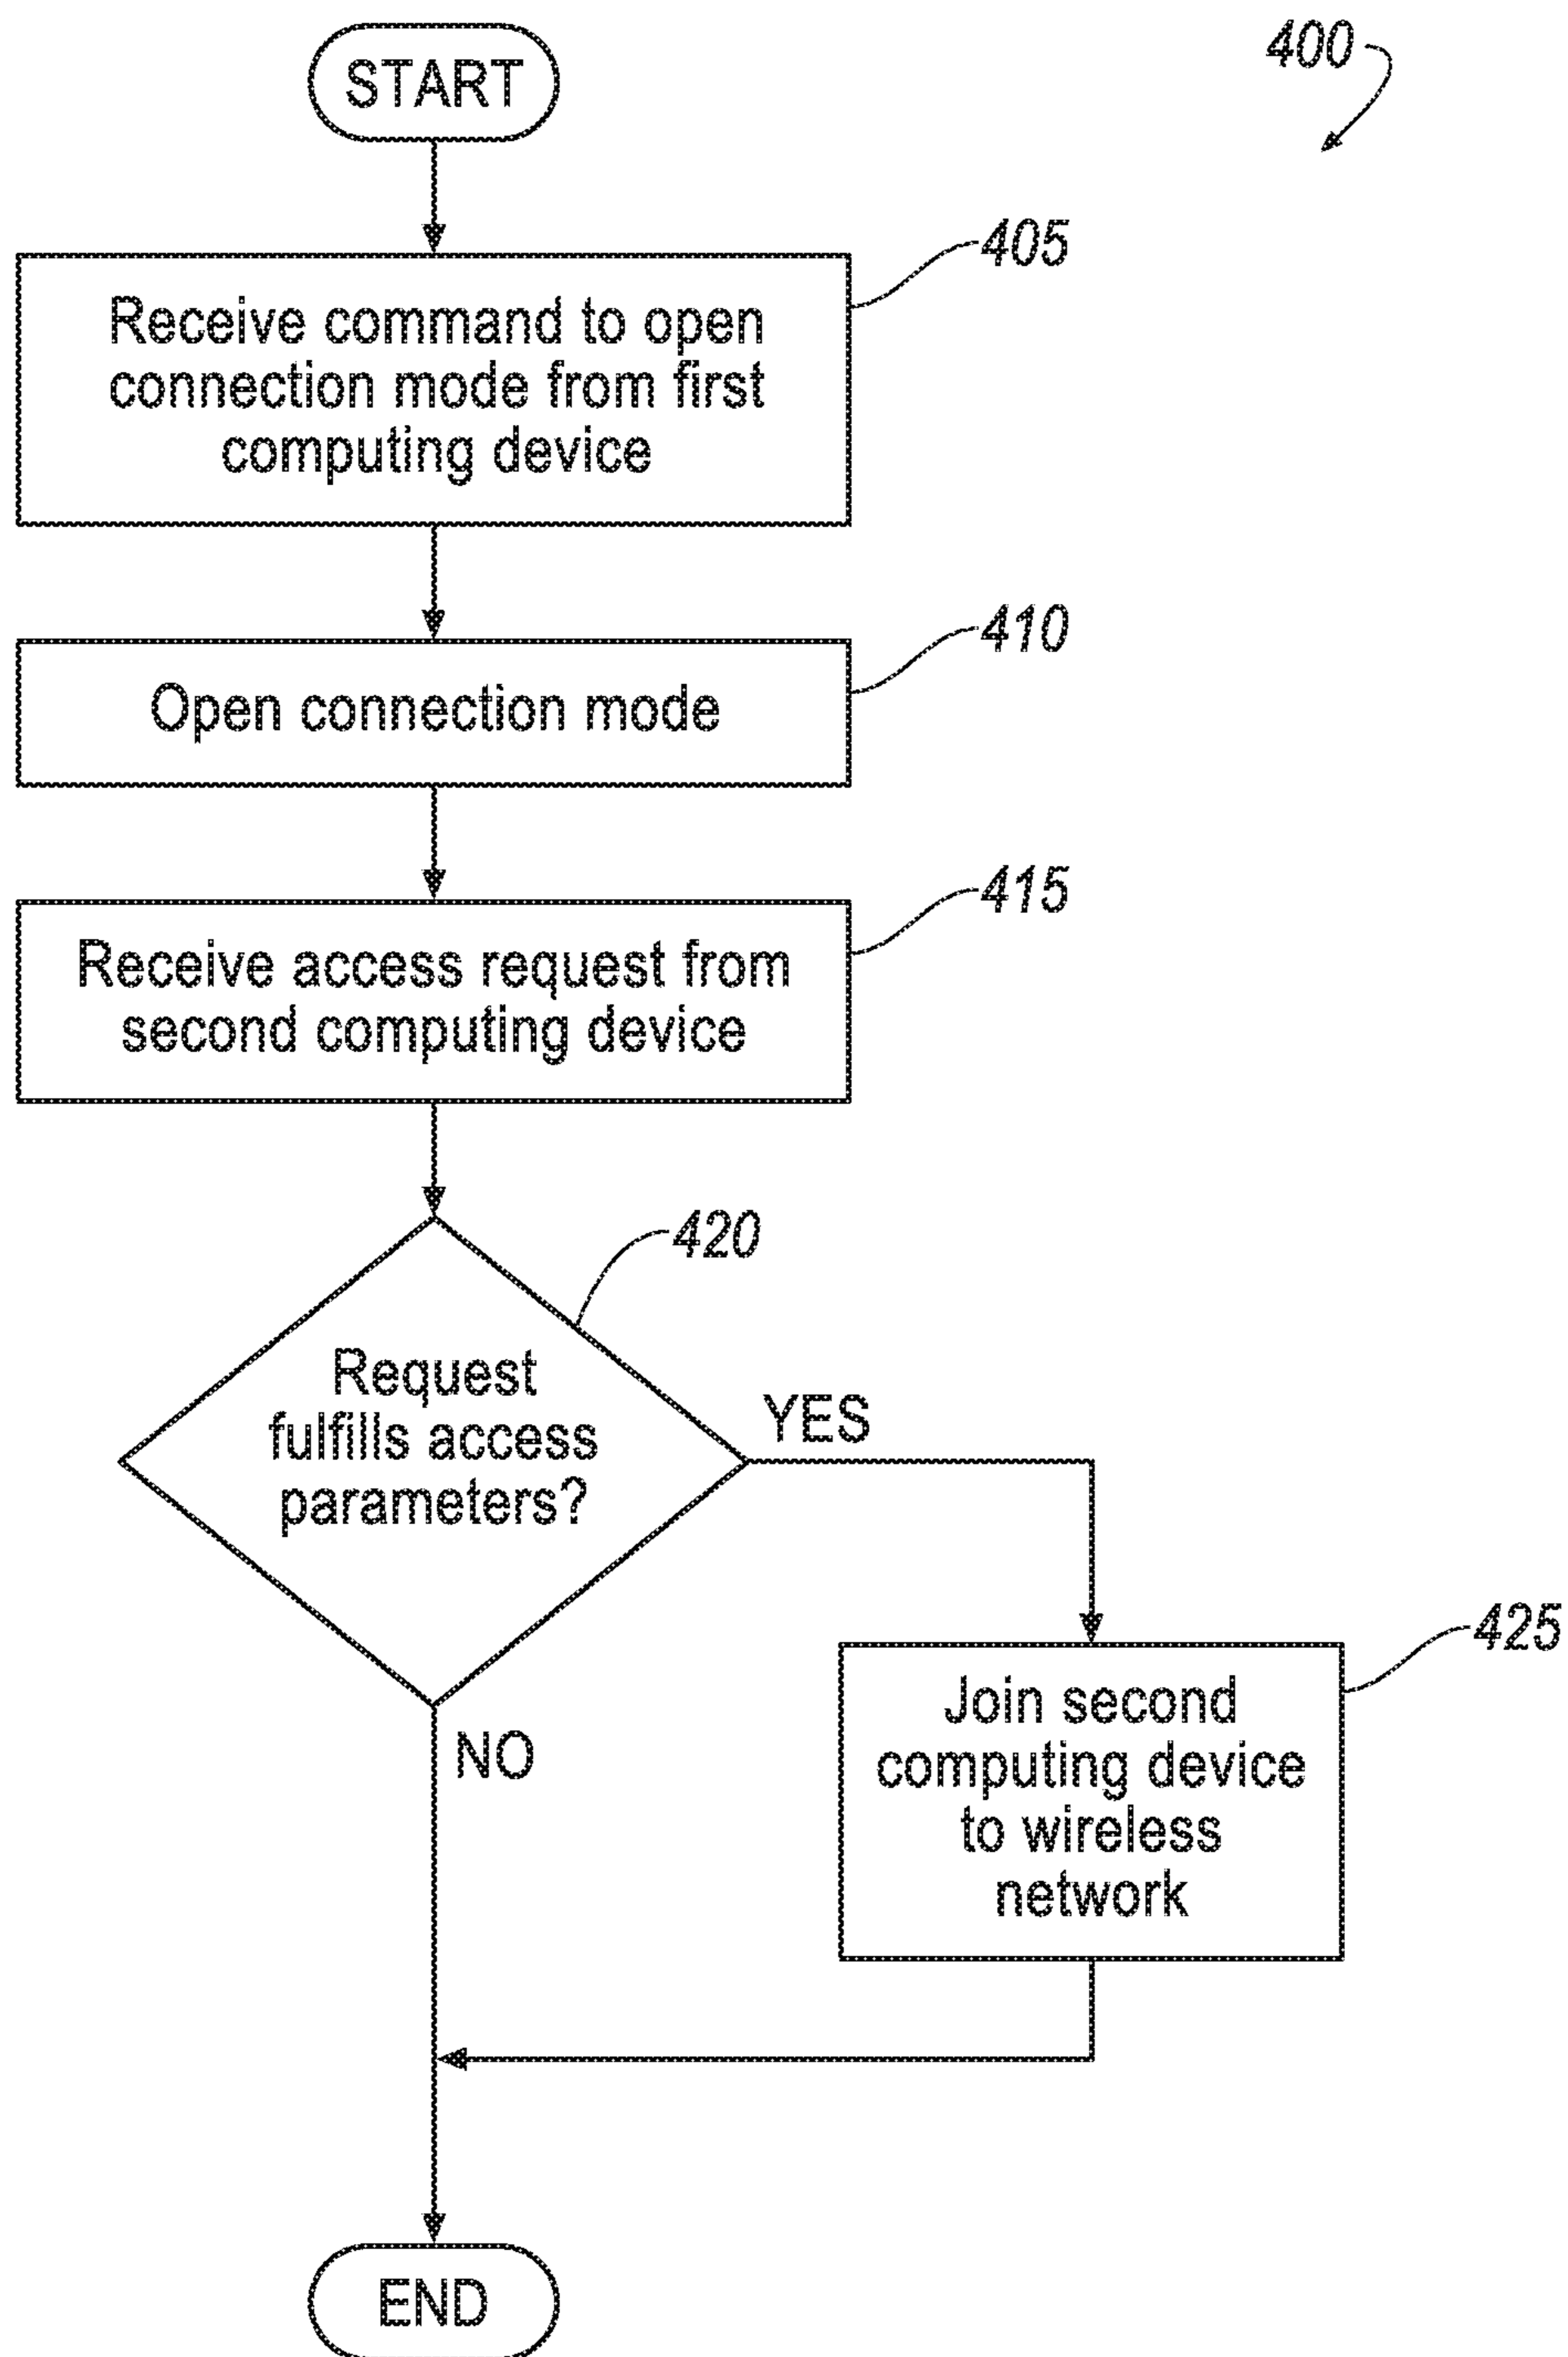 START
400
405
Receive command to open
connection mode from first
computing device
410
Open connection mode
415
Receive access request from
second computing device
420
Request
fulfills access
parameters?
YES
NO
425
Join second
computing device
to wireless
network
END